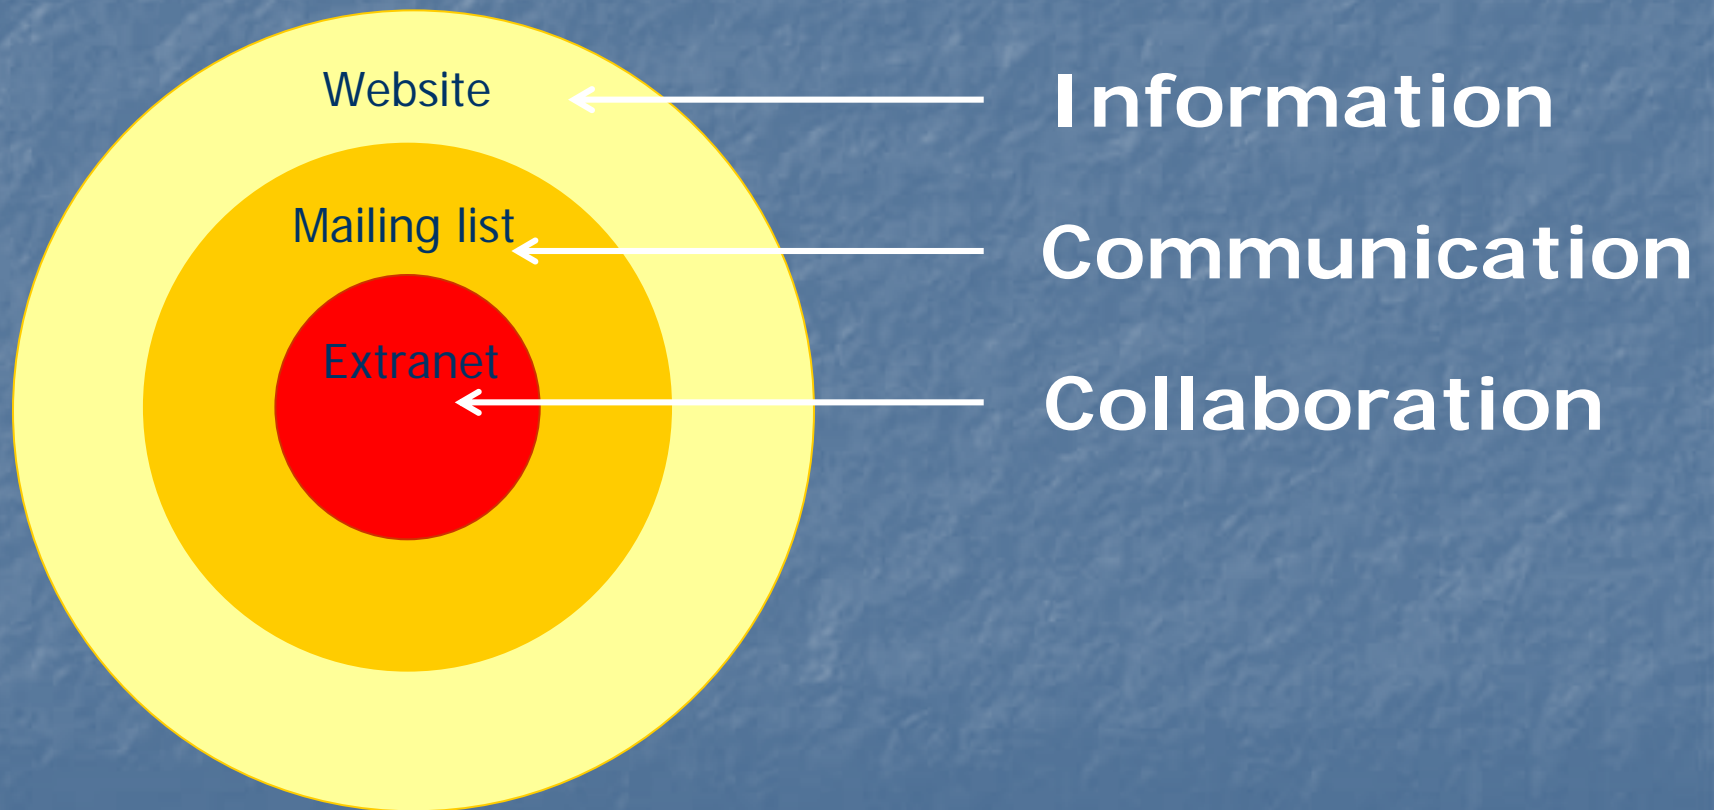 Website
Information
Mailing list
Communication
Extranet
Collaboration